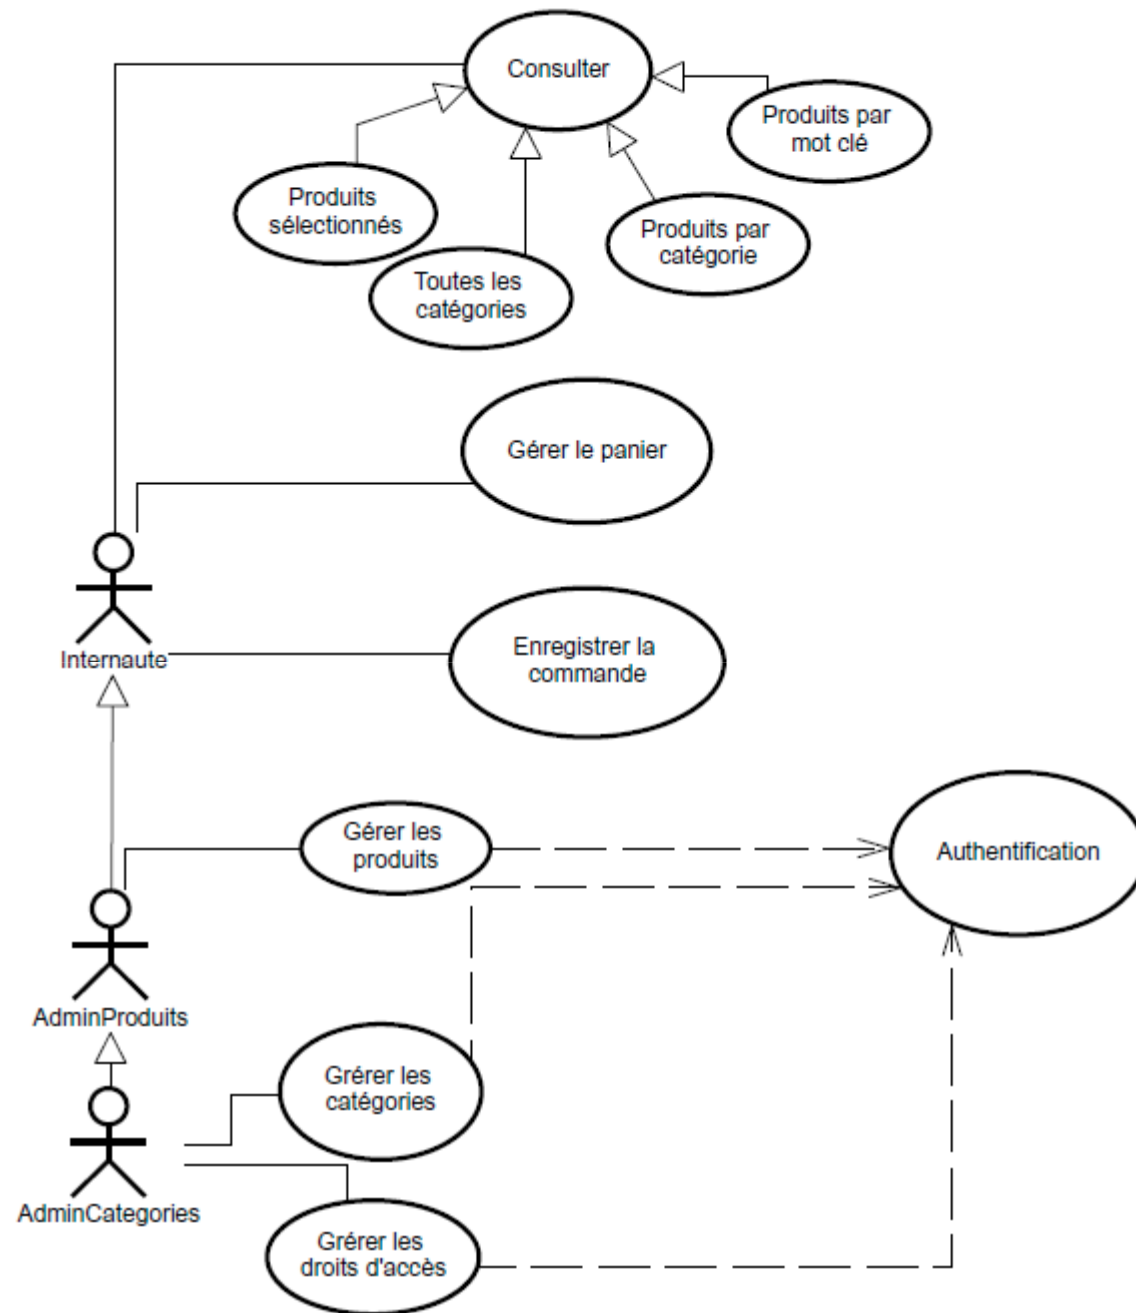 Consulter
Produits par
mot clé
Produits
sélectionnés
Produits par
catégorie
Toutes les
catégories
Gérer le panier
Internaute
Enregistrer la
commande
Gérer les
produits
Authentification
AdminProduits
Grérer les
catégories
AdminCategories
Grérer les
droits d'accès